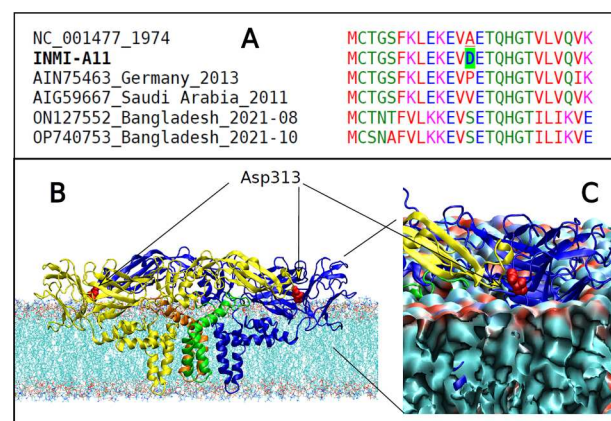 A
NC_001477_1974 MCTGSFKLEKEVAETQHGTVLVQVK
INMI-A11 MCTGSFKLEKEVDETQHGTVLVQVK
AIN75463_Germany_2013 MCTGSFKLEKEVPETQHGTVLVQIK
AIG59667_Saudi Arabia_2011 MCTGSFKLEKEVVETQHGTVLVQVK
ON127552_Bangladesh_2021-08 MCTNTFVLKKEVSETQHGTILIKVE
OP740753_Bangladesh_2021-10 MCSNAFVLKKEVSETQHGTILIKVE
B Asp313 C